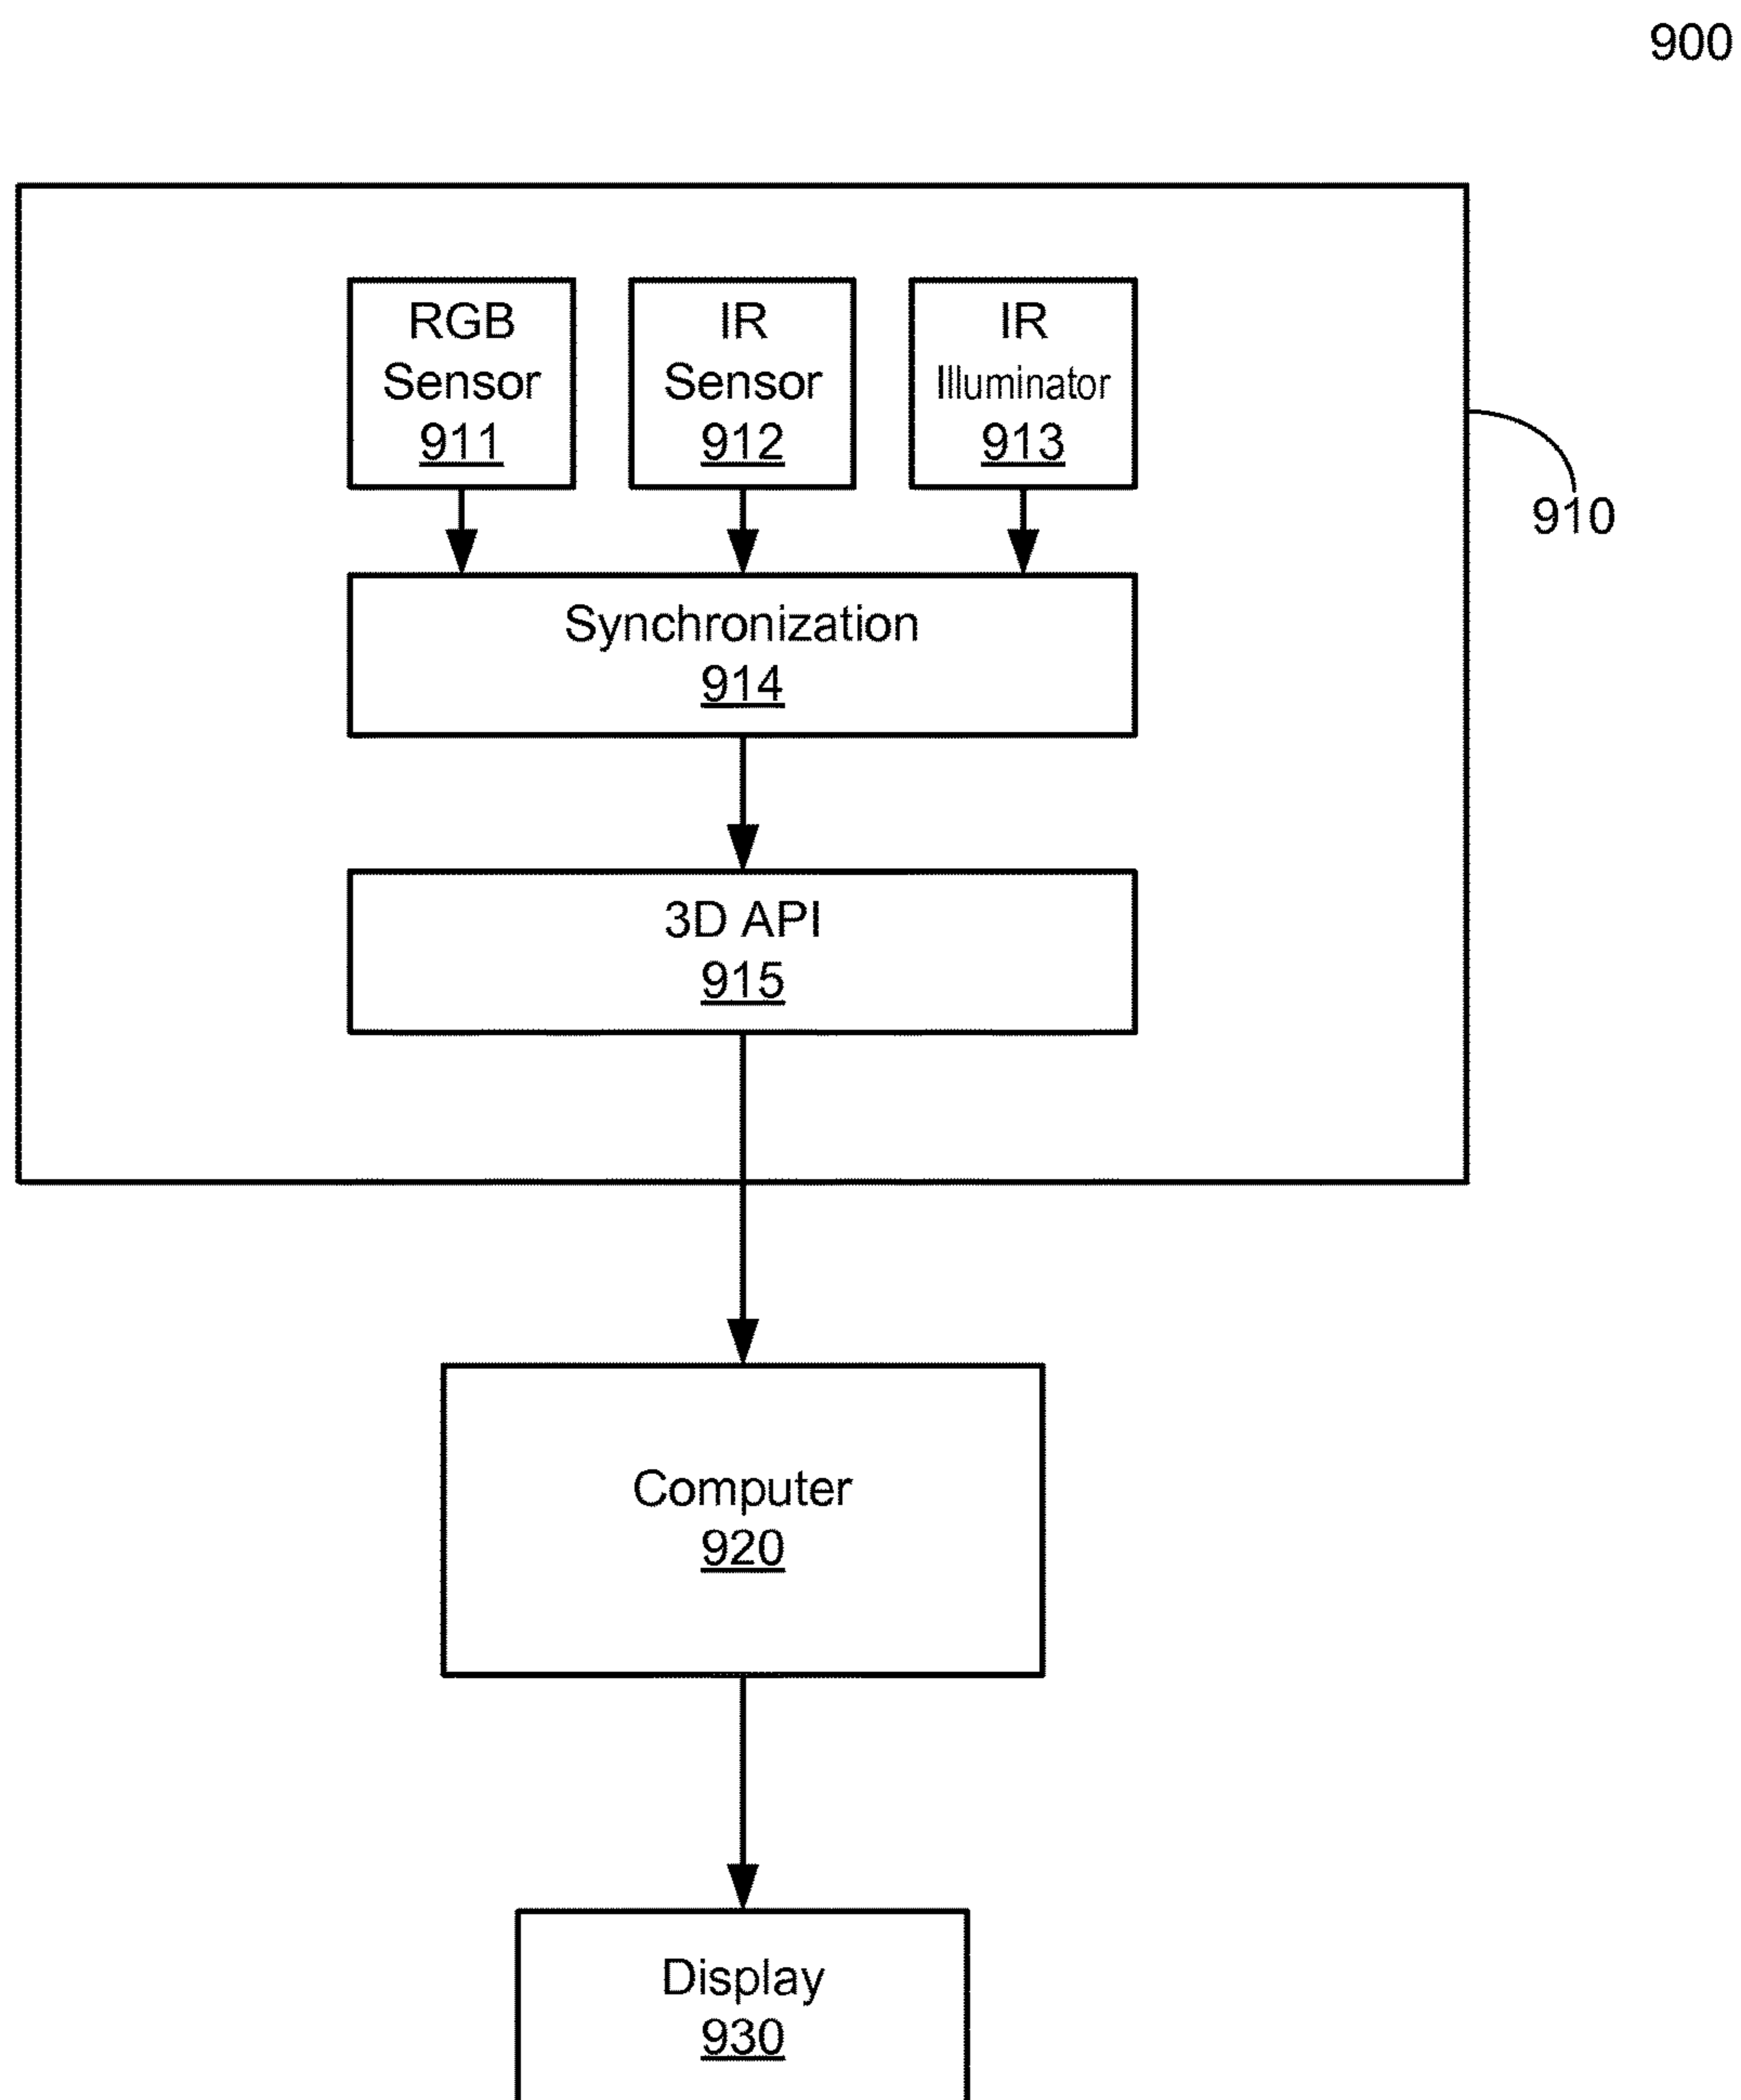 900
RGB
Sensor
911
IR
Sensor
912
IR
Illuminator
913
910
Synchronization
914
3D API
915
Computer
920
Display
930